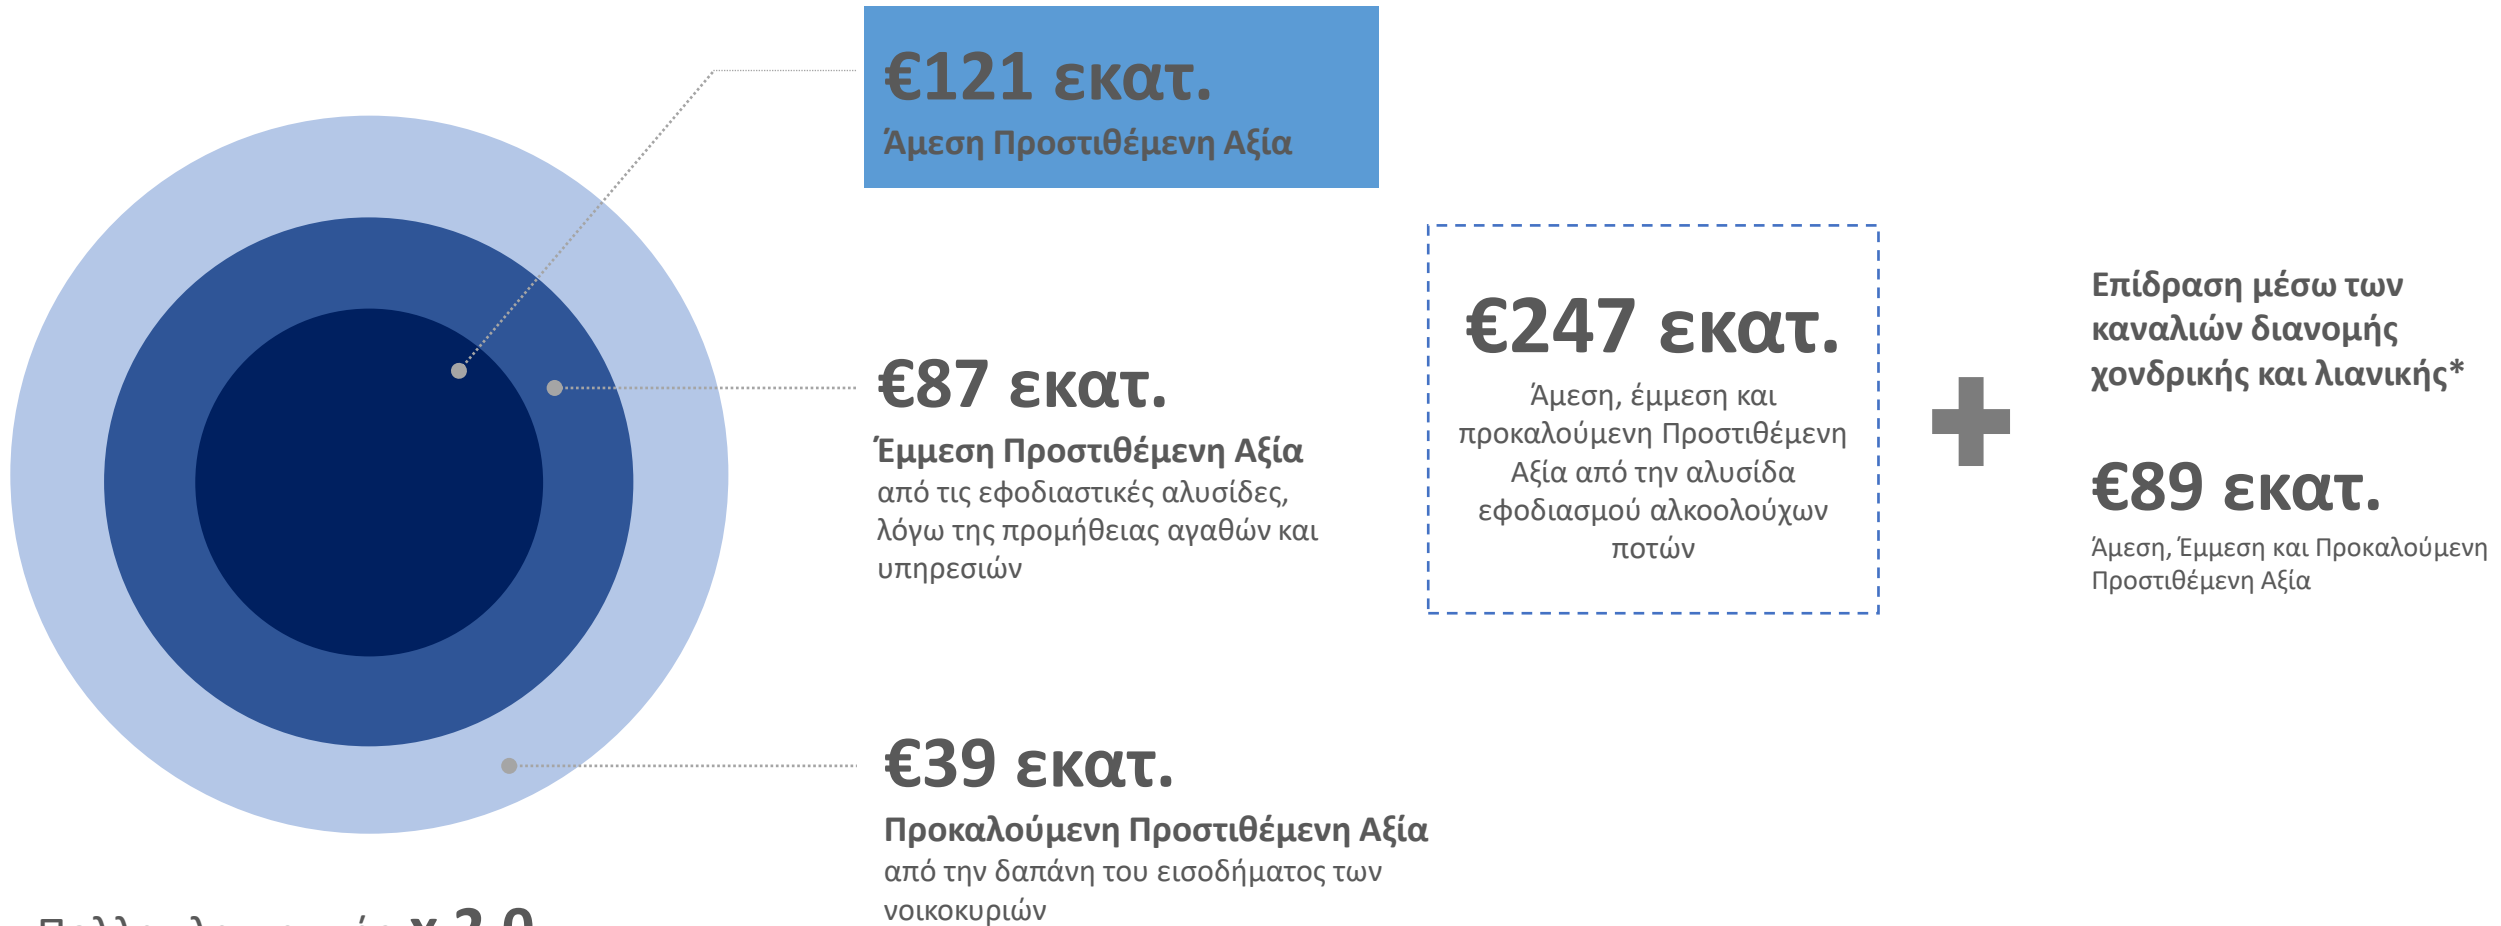 €121 εκατ.
Άμεση Προστιθέμενη Αξία
€87 εκατ.
Έμμεση Προστιθέμενη Αξία
από τις εφοδιαστικές αλυσίδες,
λόγω της προμήθειας αγαθών και
υπηρεσιών
€39 εκατ.
Προκαλούμενη Προστιθέμενη Αξία
από την δαπάνη του εισοδήματος των
νοικοκυριών
€247 εκατ.
Άμεση, έμμεση και
προκαλούμενη Προστιθέμενη
Αξία από την αλυσίδα
εφοδιασμού αλκοολούχων
ποτών
Επίδραση μέσω των
καναλιών διανομής
χονδρικής και λιανικής*
€89 εκατ.
Άμεση, Έμμεση και Προκαλούμενη
Προστιθέμενη Αξία